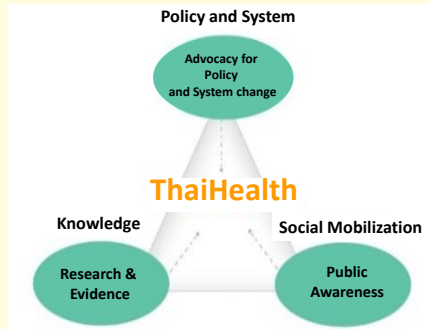 Policy and System
Advocacy for
Policy
and System change
ThaiHealth
Knowledge
Social Mobilization
Research &
Evidence
Public
Awareness